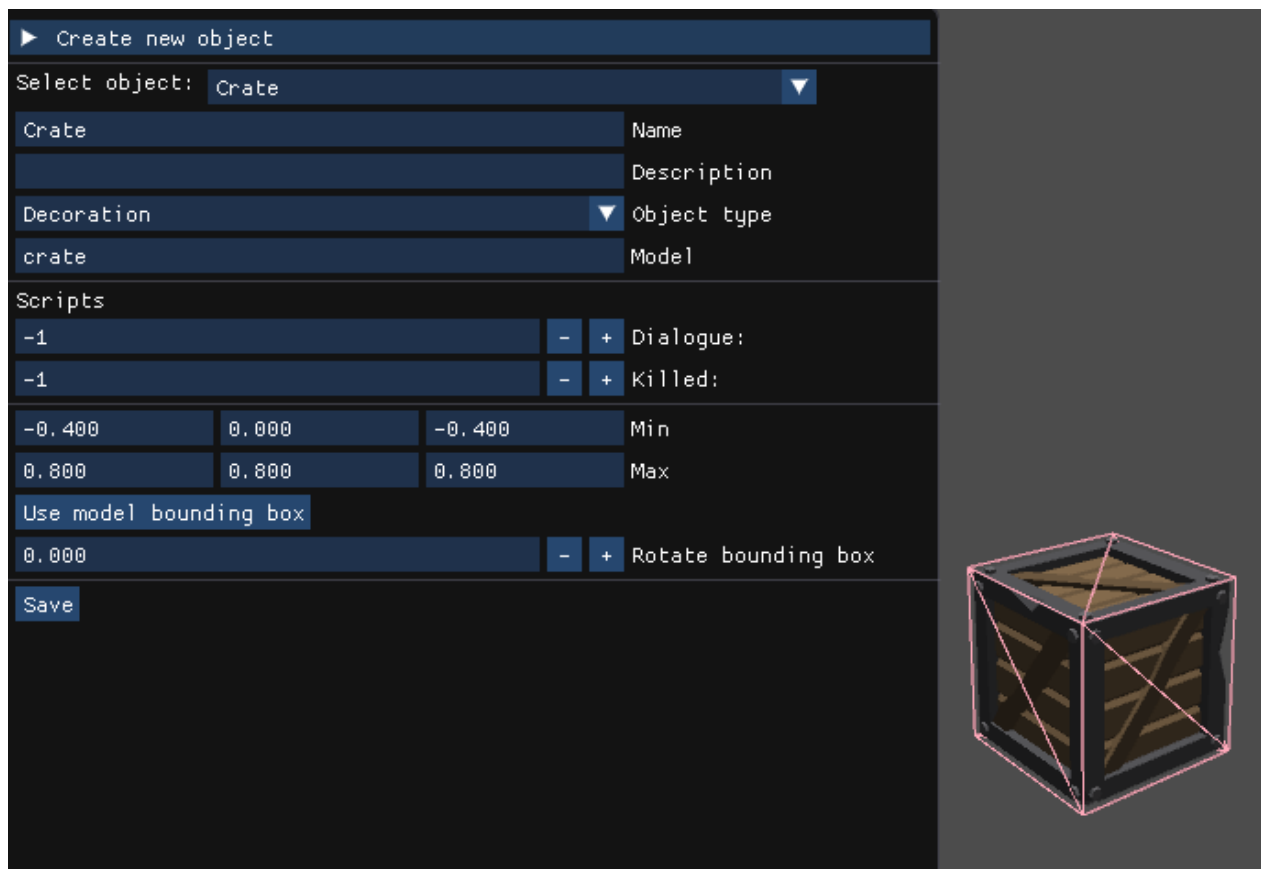 Create new object
Select object: Crate
Crate Name
Description
Decoration Object type
crate Model
Scripts
-1 - + Dialogue:
-1 - + Killed:
-0.400 0.000 -0.400 Min
0.800 0.800 0.800 Max
Use model bounding box
0.000 - + Rotate bounding box
Save